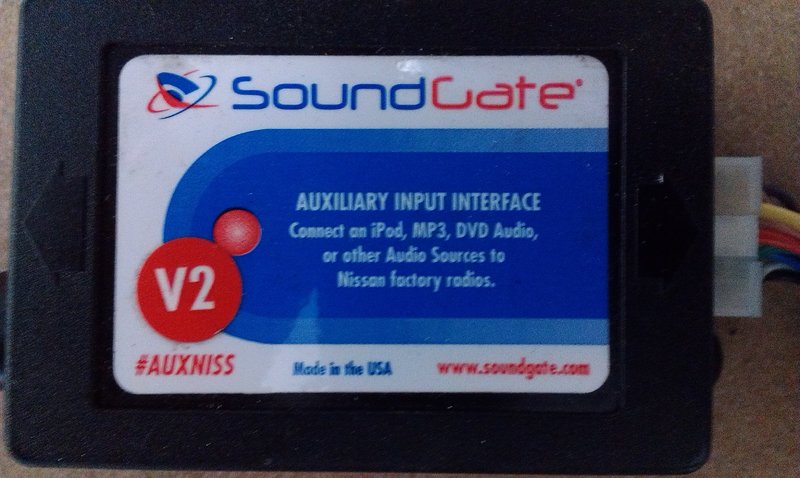 SoundGate®
AUXILIARY INPUT INTERFACE
Connect an iPod, MP3, DVD Audio,
or other Audio Sources to
Nissan factory radios.
V2
#AUXNISS
Made in the USA
www.soundgate.com